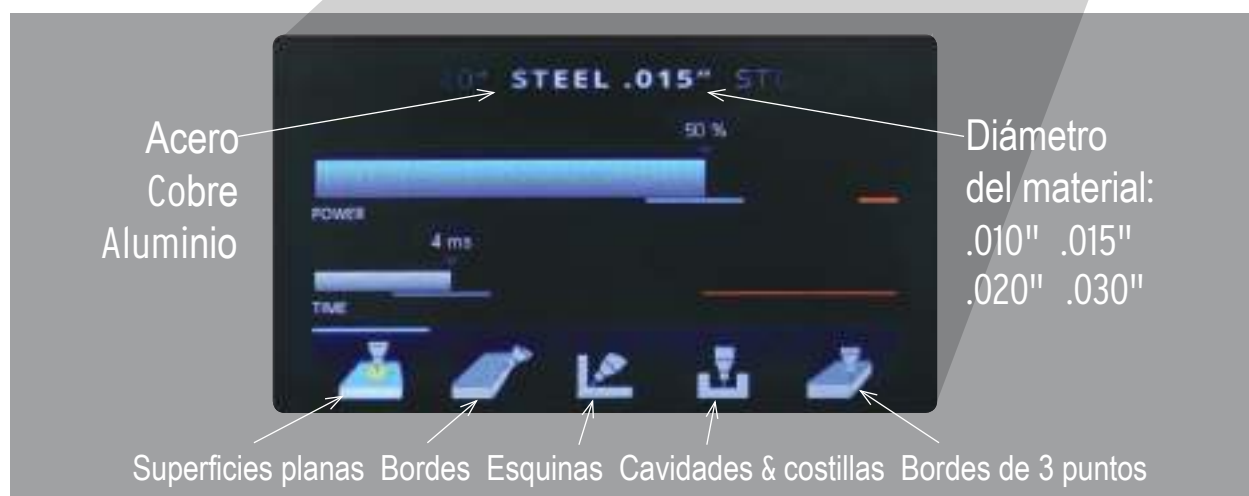 STEEL .015"
50 %
Acero
Cobre
Aluminio
Diámetro
del material:
.010" .015"
.020" .030"
POWER
4 ms
TIME
Superficies planas Bordes Esquinas Cavidades & costillas Bordes de 3 puntos